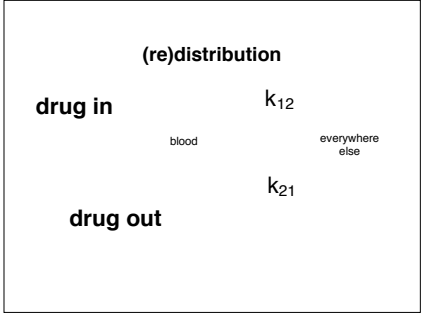 (re)distribution
drug in
k₁₂
blood
everywhere
else
k₂₁
drug out